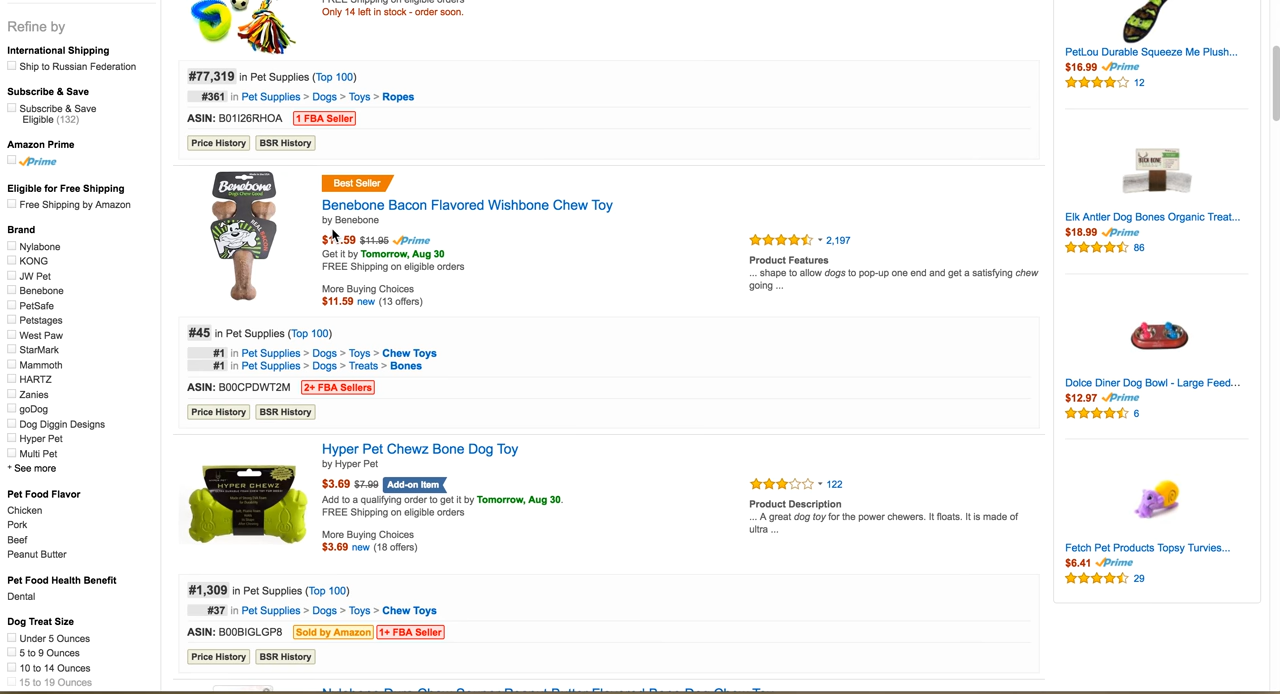 Refine by
International Shipping
Ship to Russian Federation
Subscribe & Save
Subscribe & Save
Eligible (132)
Amazon Prime
Prime
Eligible for Free Shipping
Free Shipping by Amazon
Brand
Nylabone
KONG
JW Pet
Benebone
PetSafe
Petstages
West Paw
StarMark
Mammoth
HARTZ
Zanies
goDog
Dog Diggin Designs
Hyper Pet
Multi Pet
+ See more
Pet Food Flavor
Chicken
Pork
Beef
Peanut Butter
Pet Food Health Benefit
Dental
Dog Treat Size
Under 5 Ounces
5 to 9 Ounces
10 to 14 Ounces
15 to 19 Ounces
FREE Shipping on eligible orders
Only 14 left in stock - order soon.
#77,319 in Pet Supplies (Top 100)
#361 in Pet Supplies > Dogs > Toys > Ropes
ASIN: B01I26RHOA 1 FBA Seller
Price History BSR History
Benebone
REAL BACON
Best Seller
Benebone Bacon Flavored Wishbone Chew Toy
by Benebone
$11.95 Prime
Get it by Tomorrow, Aug 30
FREE Shipping on eligible orders
More Buying Choices
$11.59 new (13 offers)
2,197
Product Features
... shape to allow dogs to pop-up one end and get a satisfying chew
going ...
#45 in Pet Supplies (Top 100)
#1 in Pet Supplies > Dogs > Toys > Chew Toys
#1 in Pet Supplies > Dogs > Treats > Bones
ASIN: B00CPDWT2M 2+ FBA Sellers
Price History BSR History
HYPER CHEWZ
Hyper Pet Chewz Bone Dog Toy
by Hyper Pet
$3.69 $7.99 Add-on Item
Add to a qualifying order to get it by Tomorrow, Aug 30.
FREE Shipping on eligible orders
More Buying Choices
$3.69 new (18 offers)
122
Product Description
... A great dog toy for the power chewers. It floats. It is made of
ultra ...
#1,309 in Pet Supplies (Top 100)
#37 in Pet Supplies > Dogs > Toys > Chew Toys
ASIN: B00BIGLGP8 Sold by Amazon 1+ FBA Seller
Price History BSR History
PetLou Durable Squeeze Me Plush...
$16.99 Prime
12
Elk Antler Dog Bones Organic Treat...
$18.99 Prime
86
Dolce Diner Dog Bowl - Large Feed...
$12.97 Prime
6
Fetch Pet Products Topsy Turvies...
$6.41 Prime
29